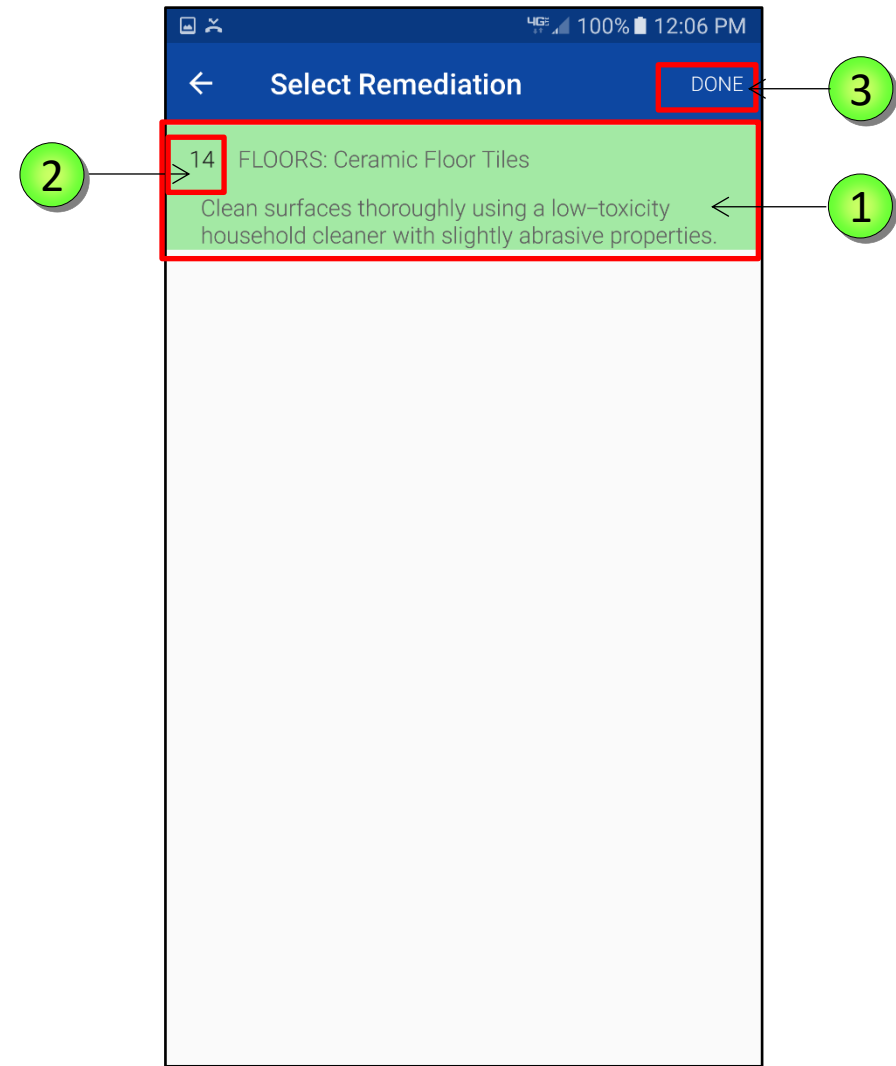 4GE 100% 12:06 PM
Select Remediation DONE
3
14 FLOORS: Ceramic Floor Tiles
2
Clean surfaces thoroughly using a low–toxicity
1
household cleaner with slightly abrasive properties.